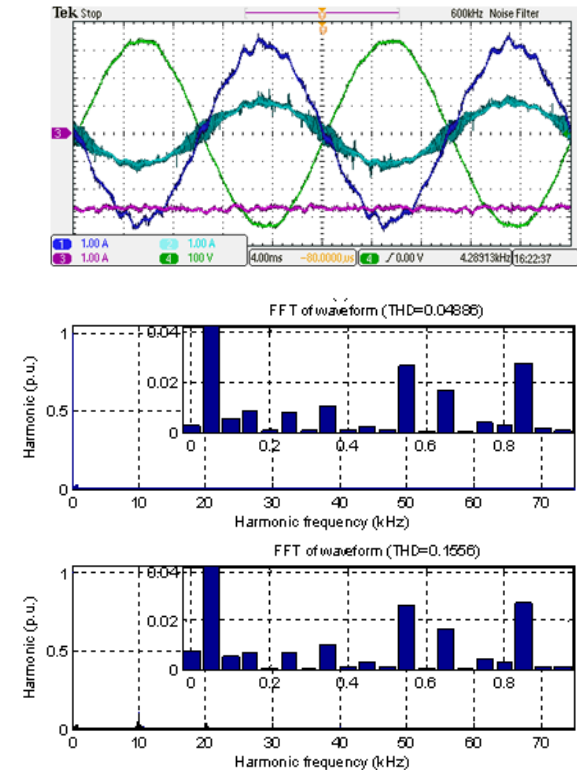 Tek Stop 600kHz Noise Filter
3
1 1.00 A 2 1.00 A
3 1.00 A 4 100 V
4.00ms -80.0000µs 4 0.00 V 4.28913kHz 16:22:37
FFT of waveform (THD=0.04886)
Harmonic (p.u.)
1
0.5
0
0.04
0.02
0
0 0.2 0.4 0.6 0.8
0 10 20 30 40 50 60 70
Harmonic frequency (kHz)
FFT of waveform (THD=0.1556)
Harmonic (p.u.)
1
0.5
0
0.04
0.02
0
0 0.2 0.4 0.6 0.8
0 10 20 30 40 50 60 70
Harmonic frequency (kHz)